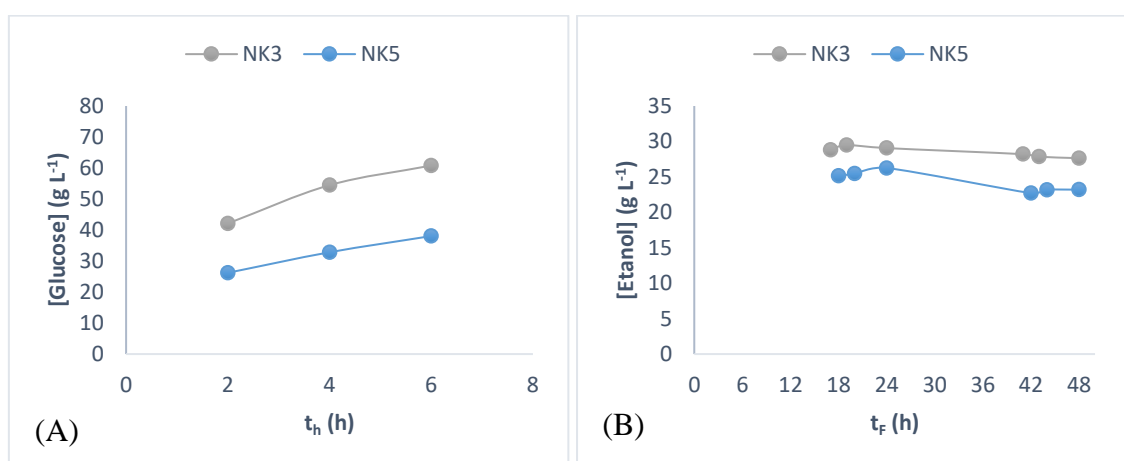 NK3 NK5
80
70
60
50
40
30
20
10
0
0 2 4 6 8
[Glucose] (g L⁻¹)
t_h (h)
(A)
NK3 NK5
35
30
25
20
15
10
5
0
0 6 12 18 24 30 36 42 48
[Etanol] (g L⁻¹)
t_F (h)
(B)